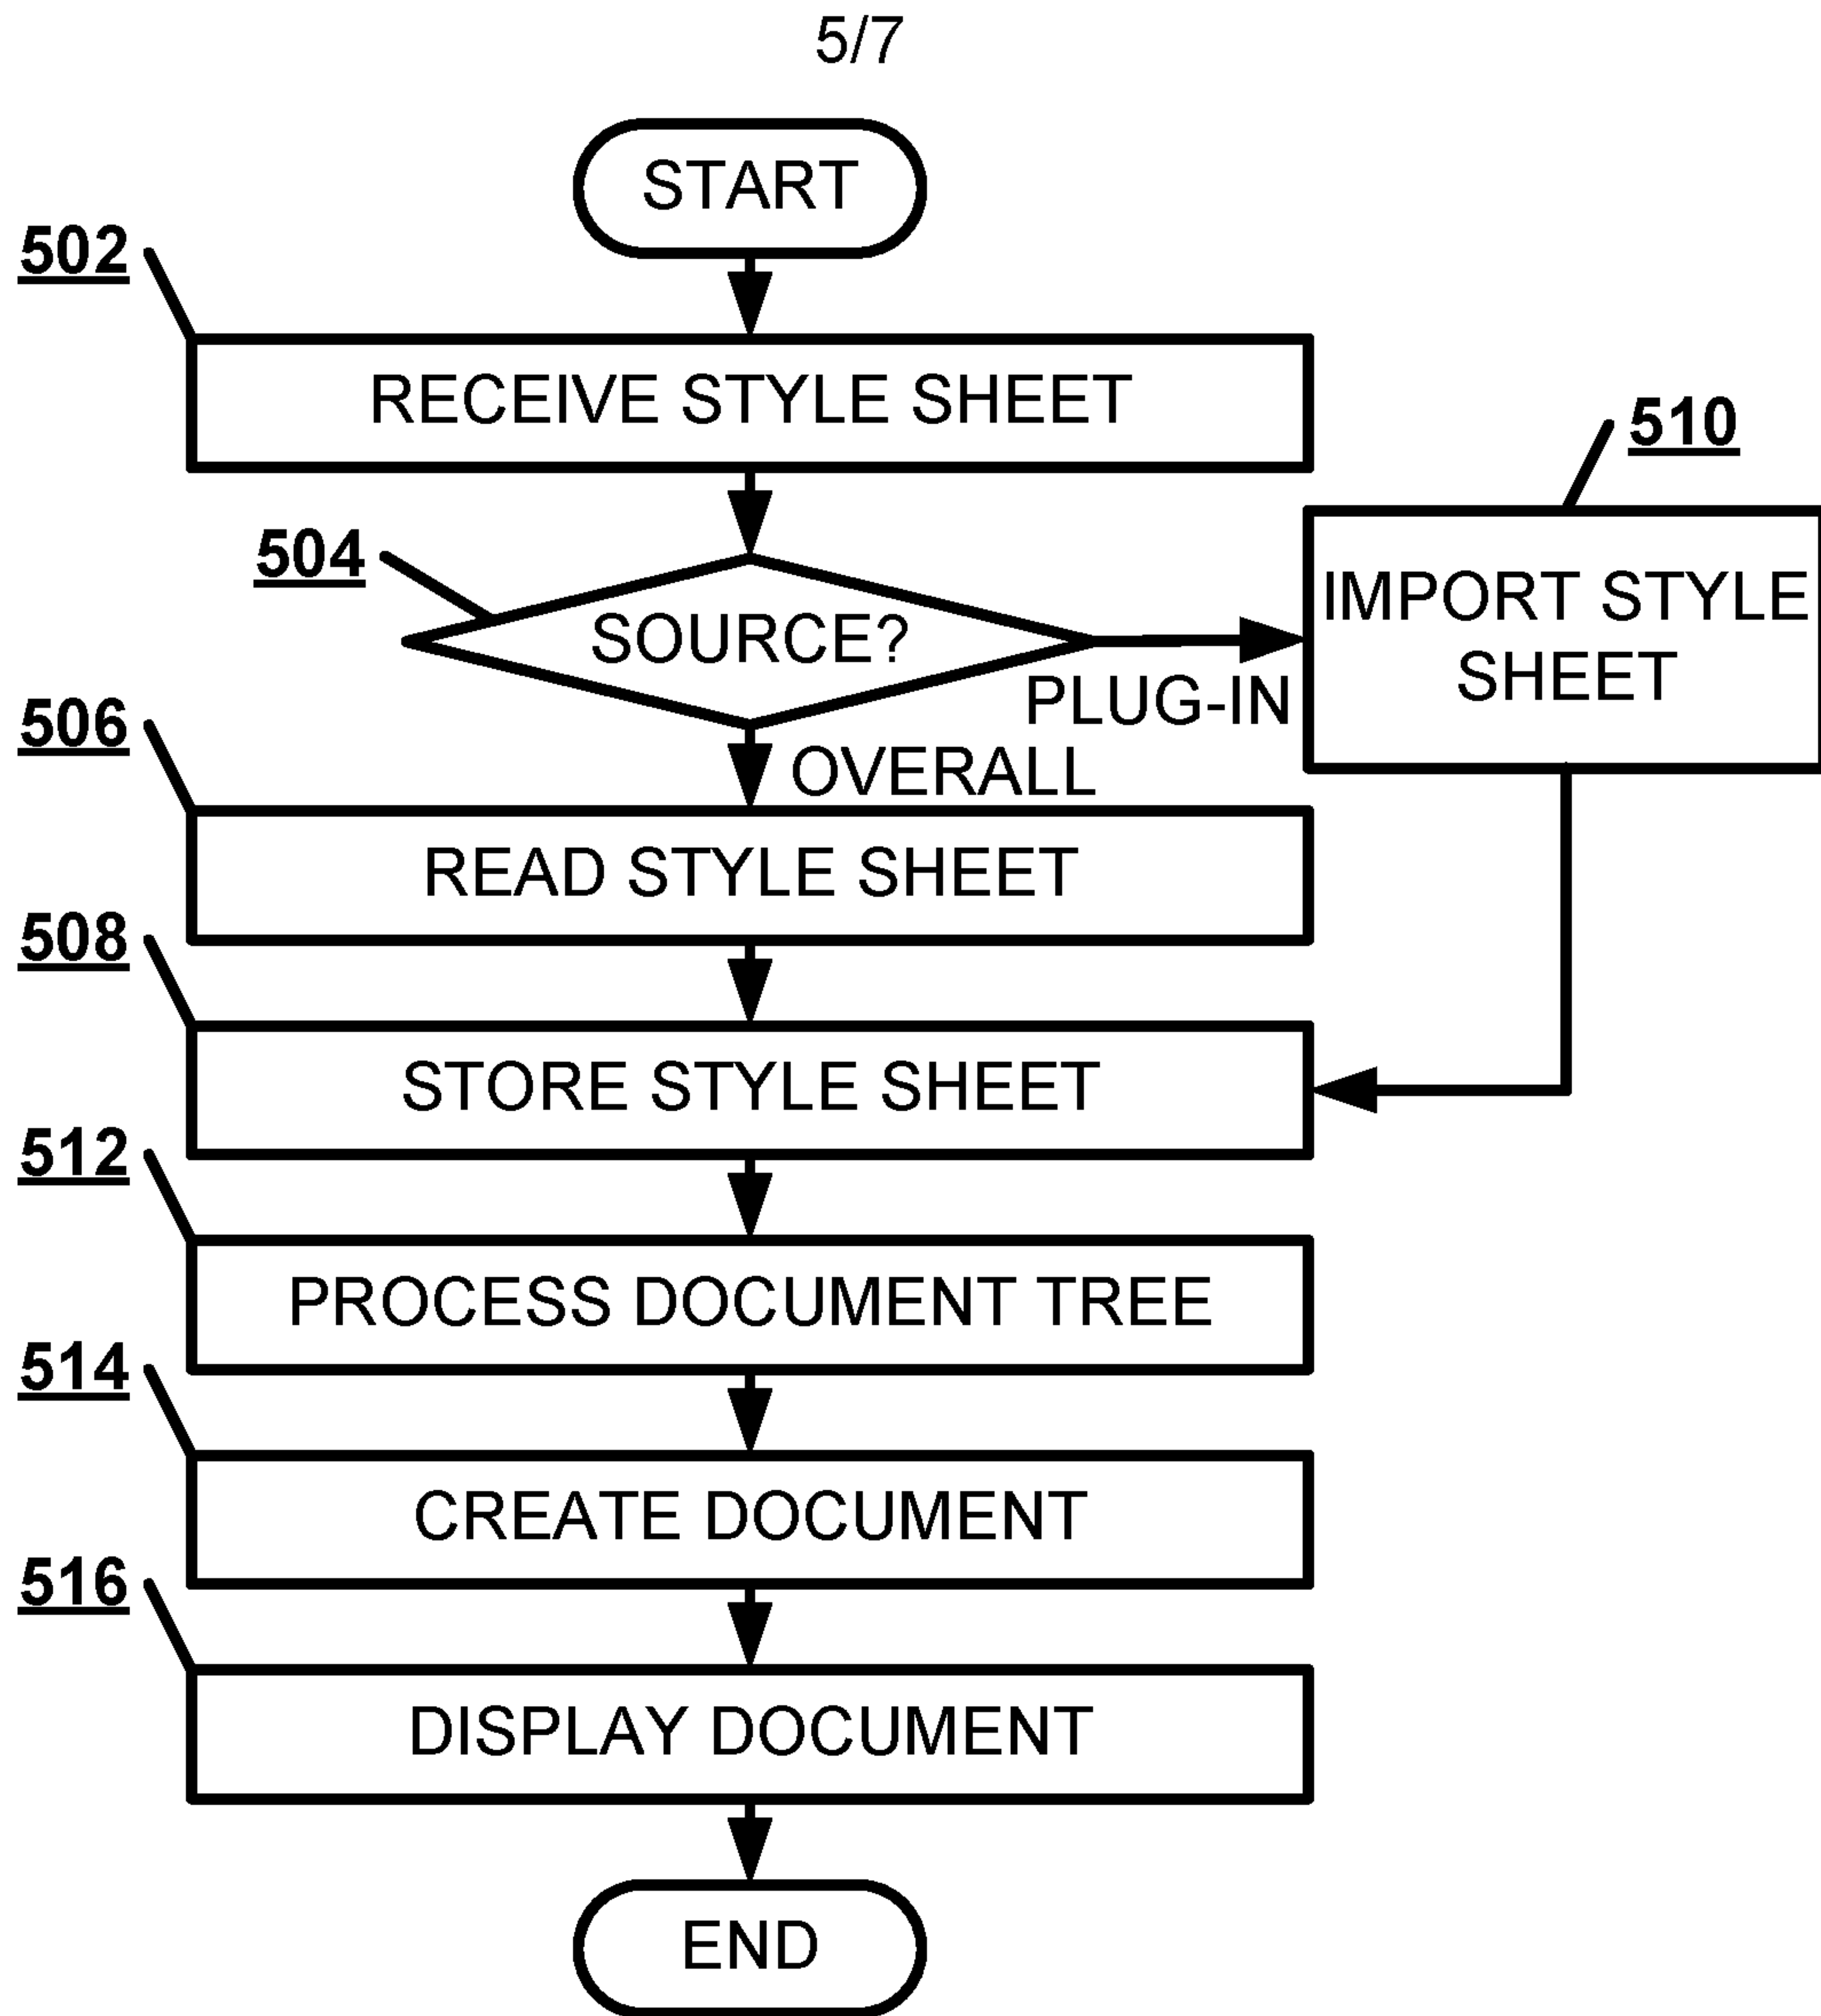 5/7
START
502
RECEIVE STYLE SHEET
510
504
SOURCE?
IMPORT STYLE
SHEET
PLUG-IN
506
OVERALL
READ STYLE SHEET
508
STORE STYLE SHEET
512
PROCESS DOCUMENT TREE
514
CREATE DOCUMENT
516
DISPLAY DOCUMENT
END